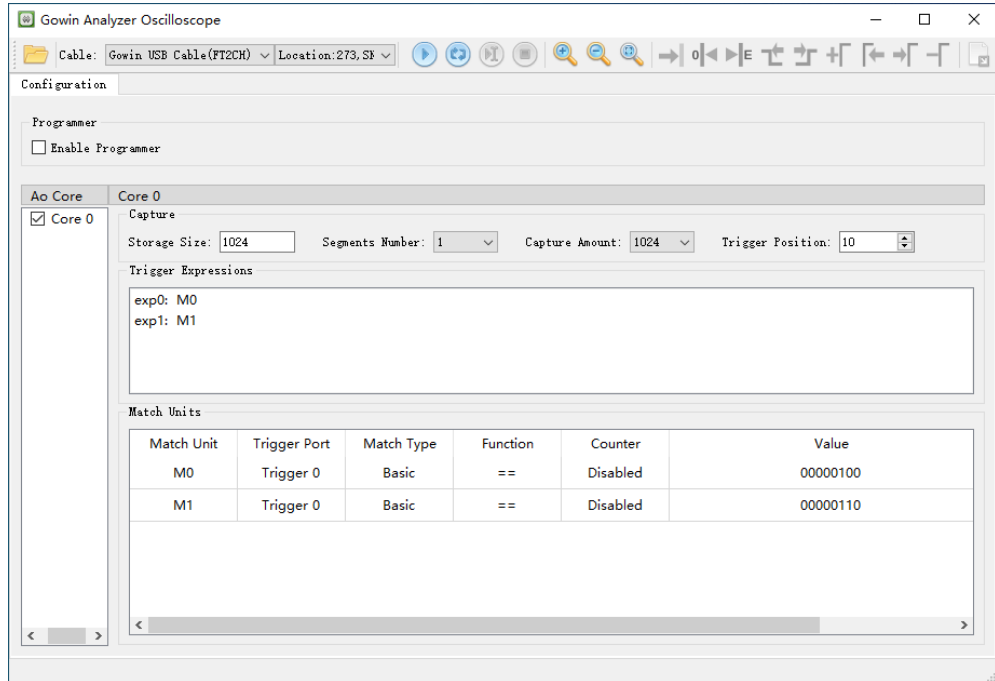 Gowin Analyzer Oscilloscope
Cable: Gowin USB Cable(FT2CH) Location:273,SN
Configuration
Programmer
Enable Programmer
Ao Core Core 0
Core 0
Capture
Storage Size: 1024 Segments Number: 1 Capture Amount: 1024 Trigger Position: 10
Trigger Expressions
exp0: M0
exp1: M1
Match Units
Match Unit Trigger Port Match Type Function Counter Value
M0 Trigger 0 Basic == Disabled 00000100
M1 Trigger 0 Basic == Disabled 00000110